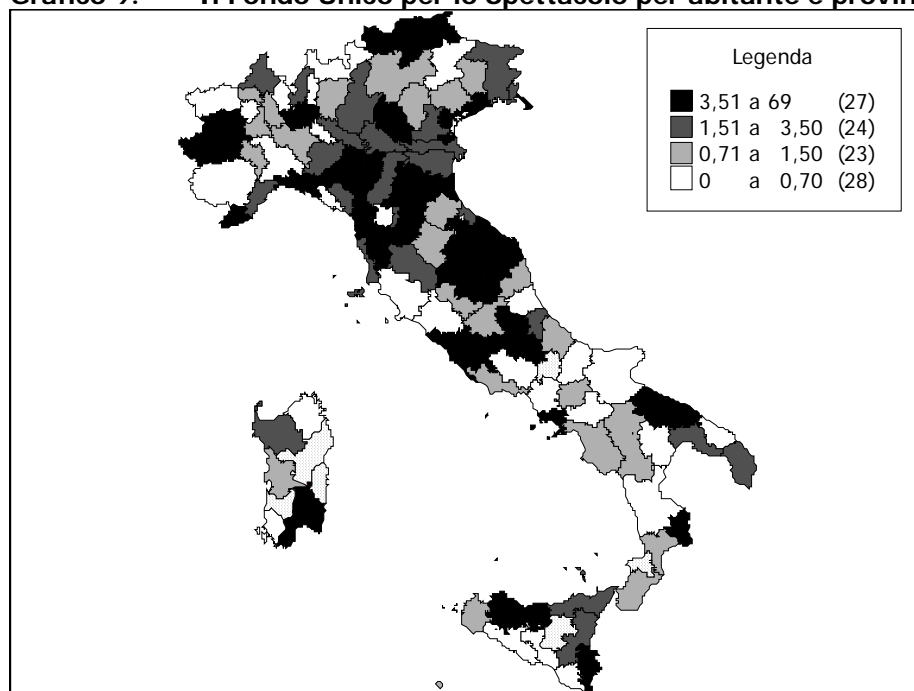 Grafico 9. Il Fondo Unico per lo Spettacolo per abitante e provin
Legenda
3,51 a 69 (27)
1,51 a 3,50 (24)
0,71 a 1,50 (23)
0 a 0,70 (28)